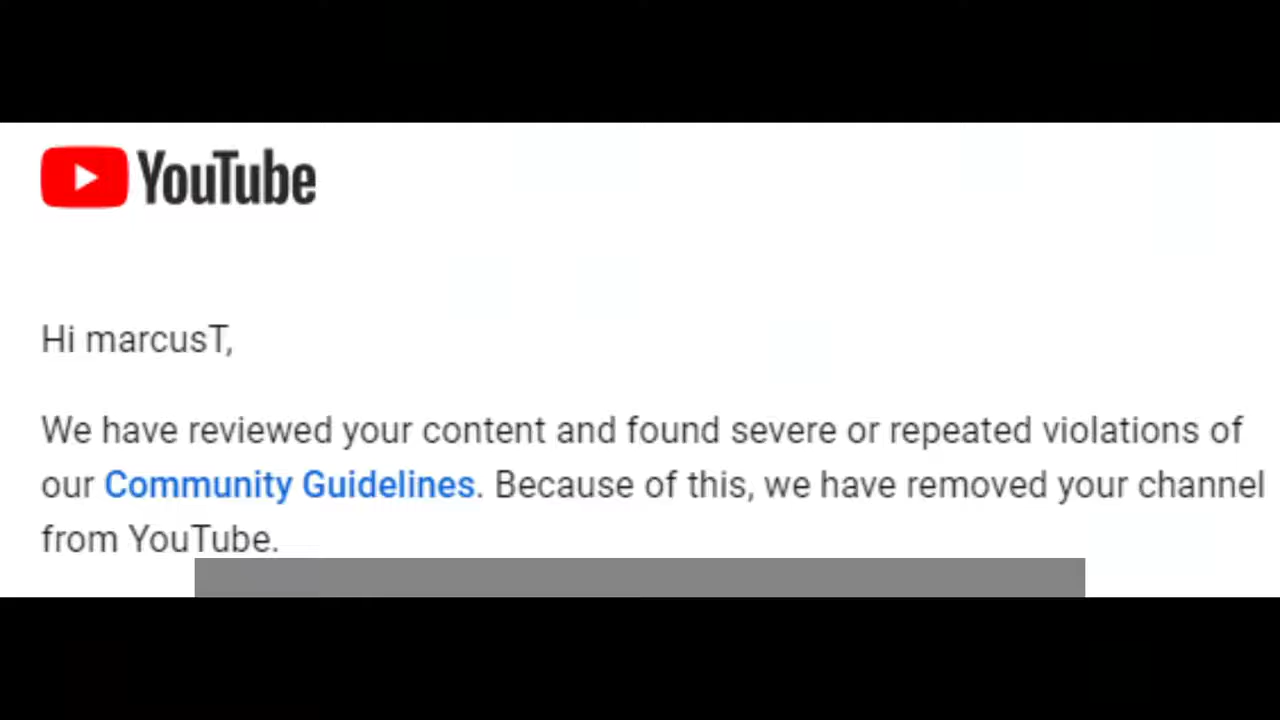 YouTube
Hi marcusT,
We have reviewed your content and found severe or repeated violations of
our Community Guidelines. Because of this, we have removed your channel
from YouTube.